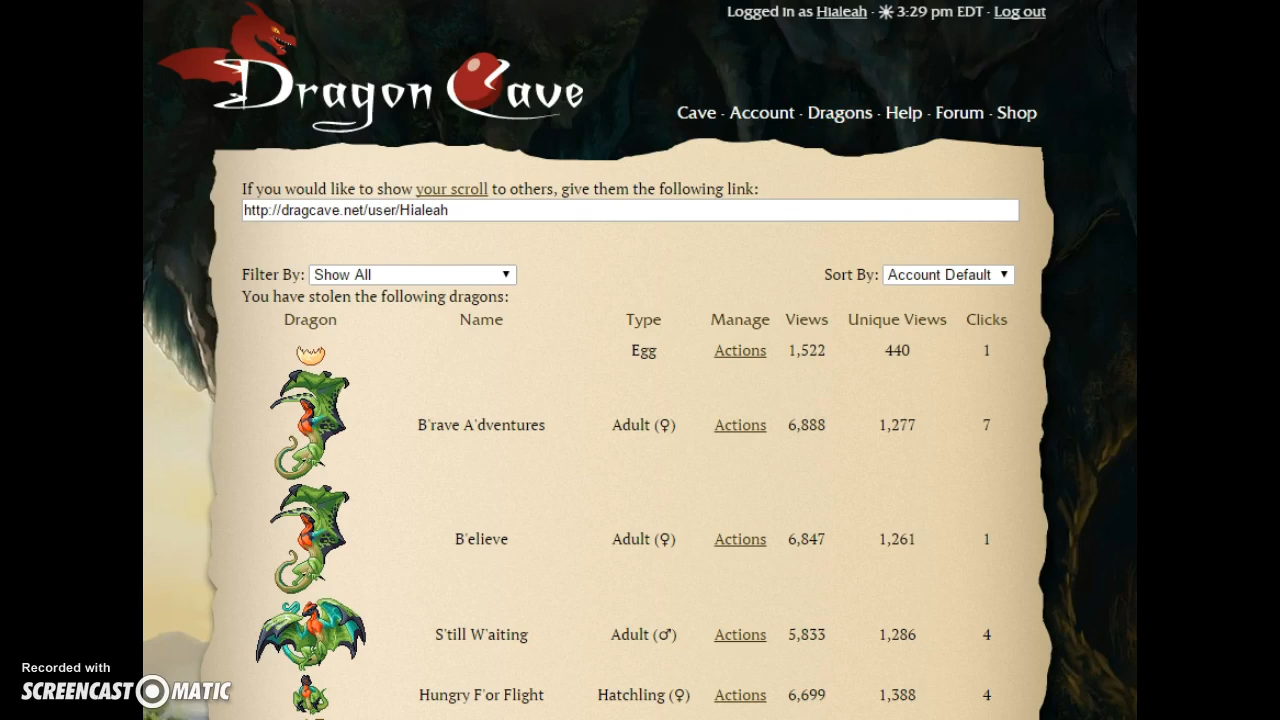 Logged in as Hialeah · ☀ 3:29 pm EDT · Log out
Dragon Cave
Cave · Account · Dragons · Help · Forum · Shop
If you would like to show your scroll to others, give them the following link:
http://dragcave.net/user/Hialeah
Filter By: Show All Sort By: Account Default
You have stolen the following dragons:
Dragon Name Type Manage Views Unique Views Clicks
Egg Actions 1,522 440 1
B'rave A'dventures Adult (♀) Actions 6,888 1,277 7
B'elieve Adult (♀) Actions 6,847 1,261 1
S'till W'aiting Adult (♂) Actions 5,833 1,286 4
Hungry F'or Flight Hatchling (♀) Actions 6,699 1,388 4
Recorded with
SCREENCAST-O-MATIC